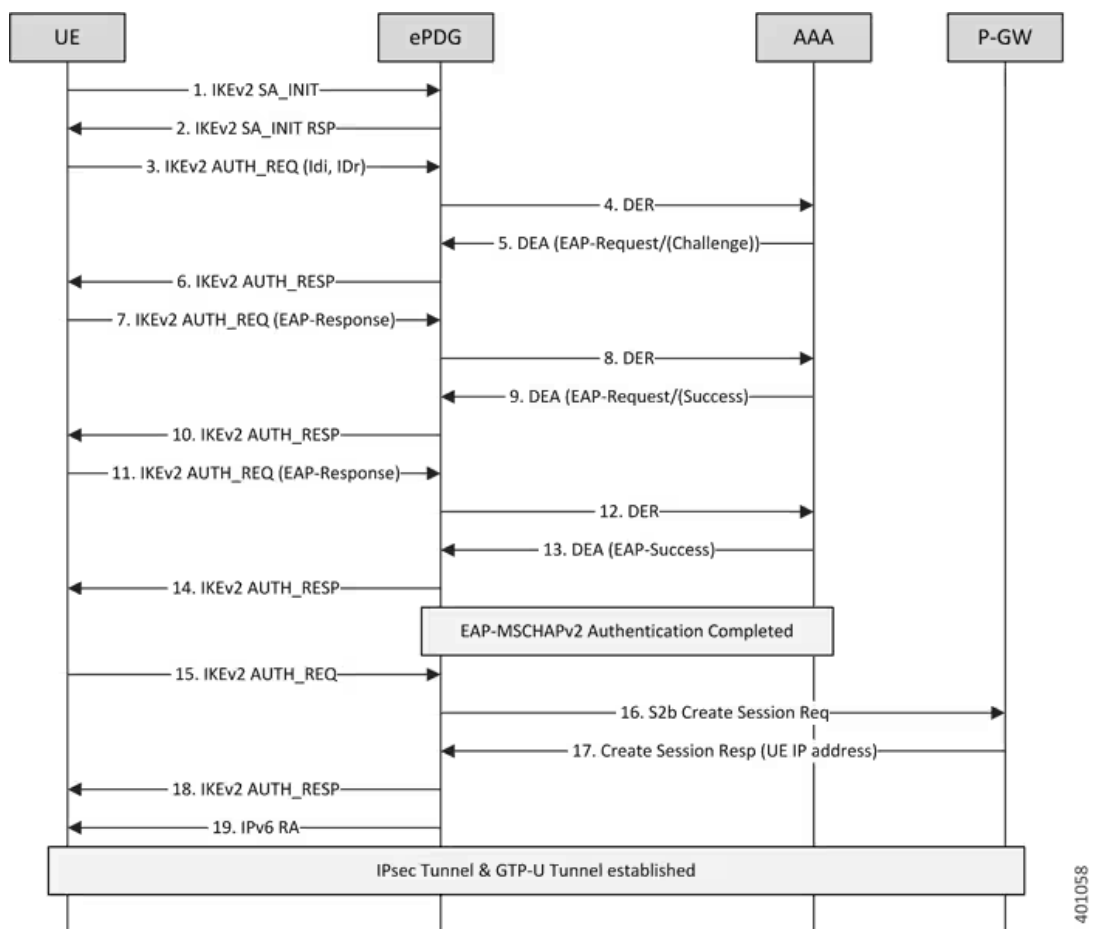 UE
ePDG
AAA
P-GW
1. IKEv2 SA_INIT
2. IKEv2 SA_INIT RSP
3. IKEv2 AUTH_REQ (Idi, IDr)
4. DER
5. DEA (EAP-Request/(Challenge))
6. IKEv2 AUTH_RESP
7. IKEv2 AUTH_REQ (EAP-Response)
8. DER
9. DEA (EAP-Request/(Success)
10. IKEv2 AUTH_RESP
11. IKEv2 AUTH_REQ (EAP-Response)
12. DER
13. DEA (EAP-Success)
14. IKEv2 AUTH_RESP
EAP-MSCHAPv2 Authentication Completed
15. IKEv2 AUTH_REQ
16. S2b Create Session Req
17. Create Session Resp (UE IP address)
18. IKEv2 AUTH_RESP
19. IPv6 RA
IPsec Tunnel & GTP-U Tunnel established
401058